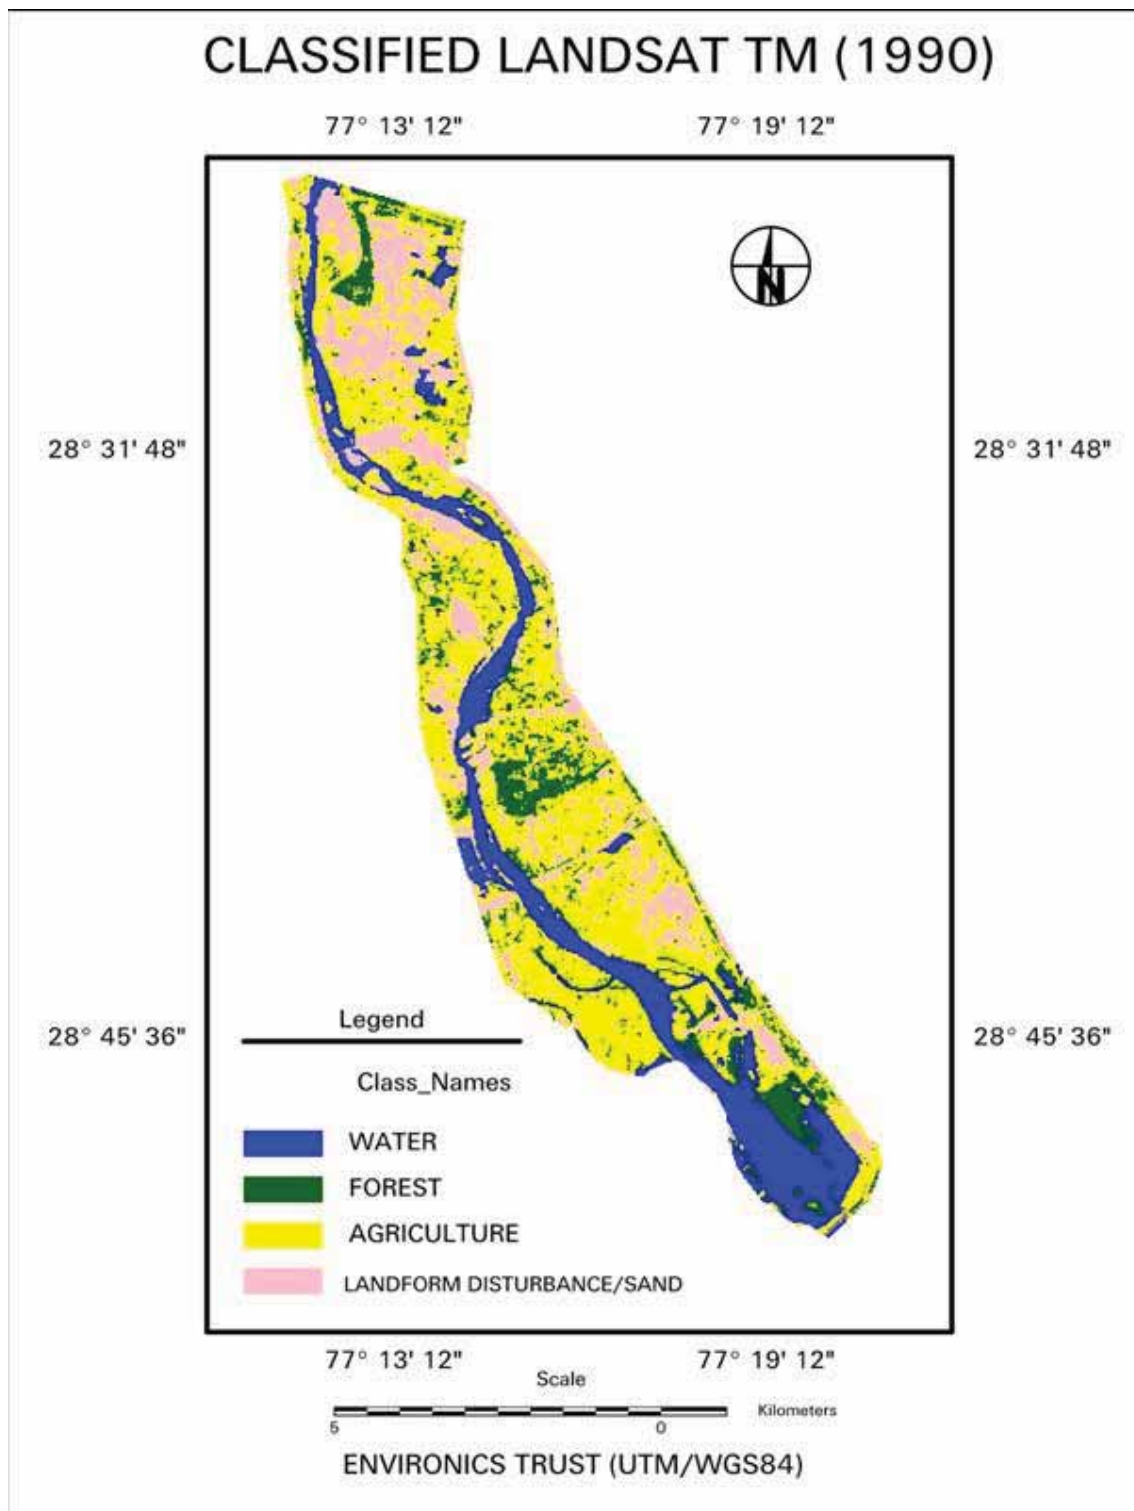 CLASSIFIED LANDSAT TM (1990)
77° 13' 12" 77° 19' 12"
N
28° 31' 48" 28° 31' 48"
28° 45' 36" 28° 45' 36"
Legend
Class_Names
WATER
FOREST
AGRICULTURE
LANDFORM DISTURBANCE/SAND
77° 13' 12" 77° 19' 12"
Scale
Kilometers
5 0
ENVIRONICS TRUST (UTM/WGS84)